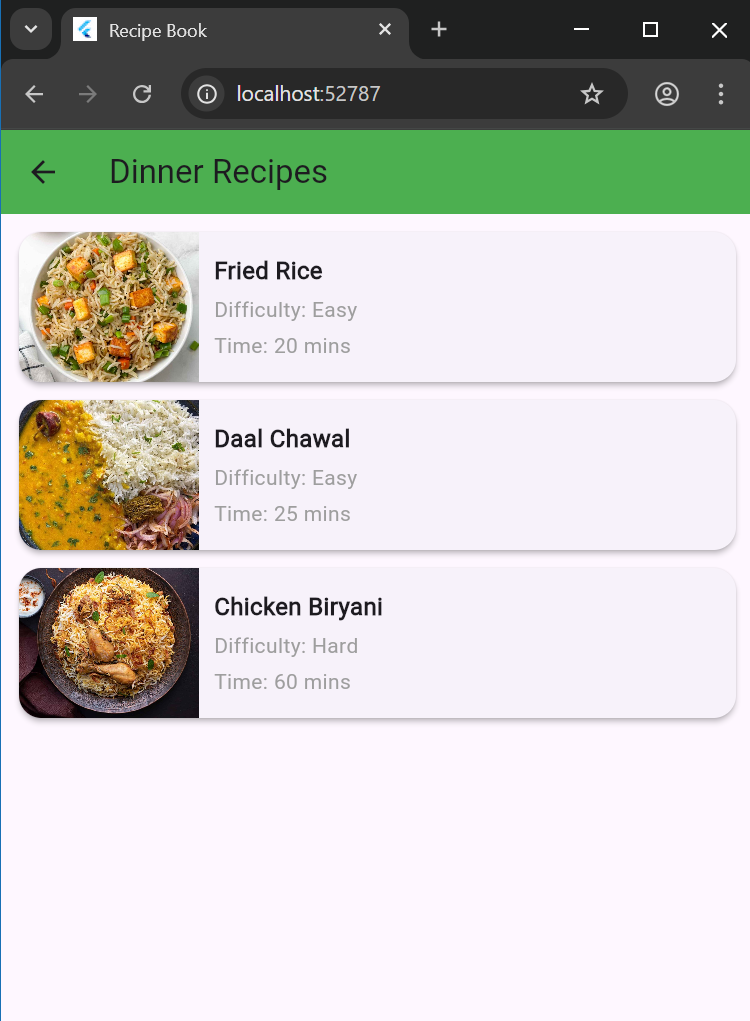 Recipe Book
localhost:52787
Dinner Recipes
Fried Rice
Difficulty: Easy
Time: 20 mins
Daal Chawal
Difficulty: Easy
Time: 25 mins
Chicken Biryani
Difficulty: Hard
Time: 60 mins